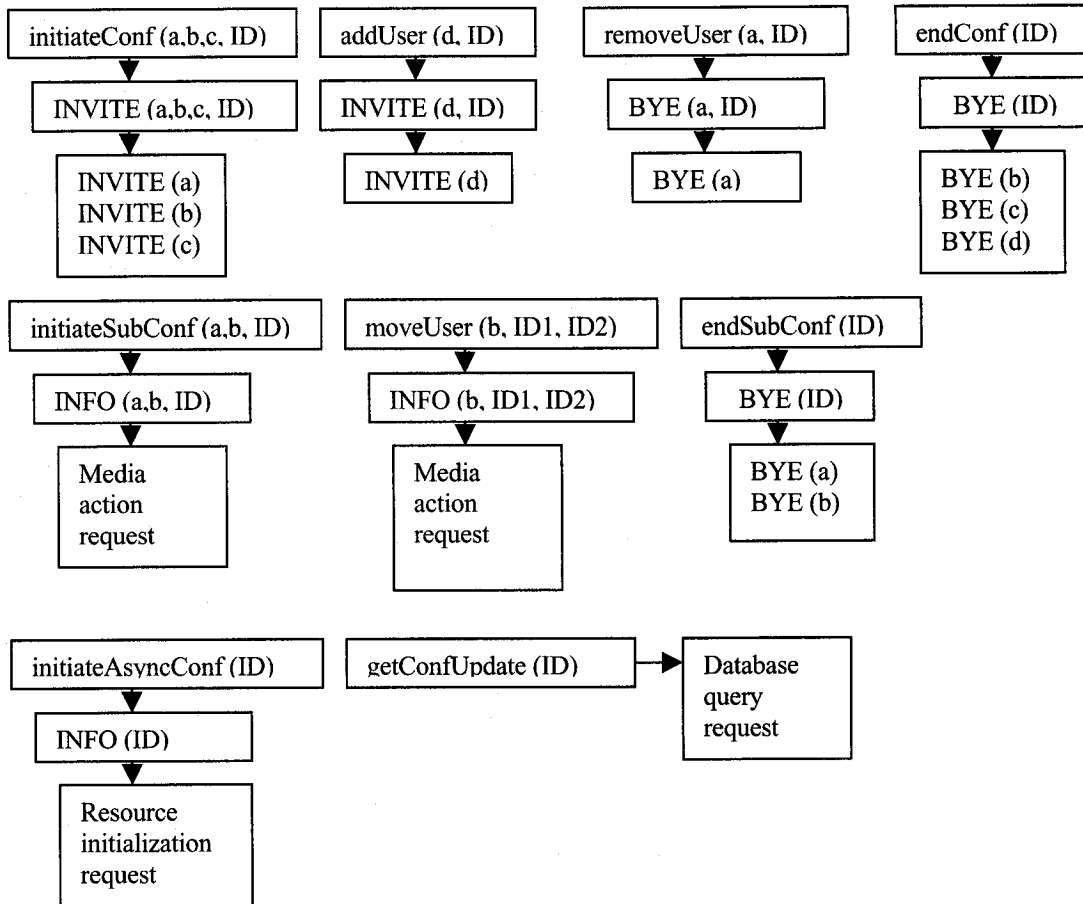 initiateConf (a,b,c, ID)
addUser (d, ID)
removeUser (a, ID)
endConf (ID)
INVITE (a,b,c, ID)
INVITE (d, ID)
BYE (a, ID)
BYE (ID)
INVITE (a)
INVITE (b)
INVITE (c)
INVITE (d)
BYE (a)
BYE (b)
BYE (c)
BYE (d)
initiateSubConf (a,b, ID)
moveUser (b, ID1, ID2)
endSubConf (ID)
INFO (a,b, ID)
INFO (b, ID1, ID2)
BYE (ID)
Media
action
request
Media
action
request
BYE (a)
BYE (b)
initiateAsyncConf (ID)
getConfUpdate (ID)
Database
query
request
INFO (ID)
Resource
initialization
request